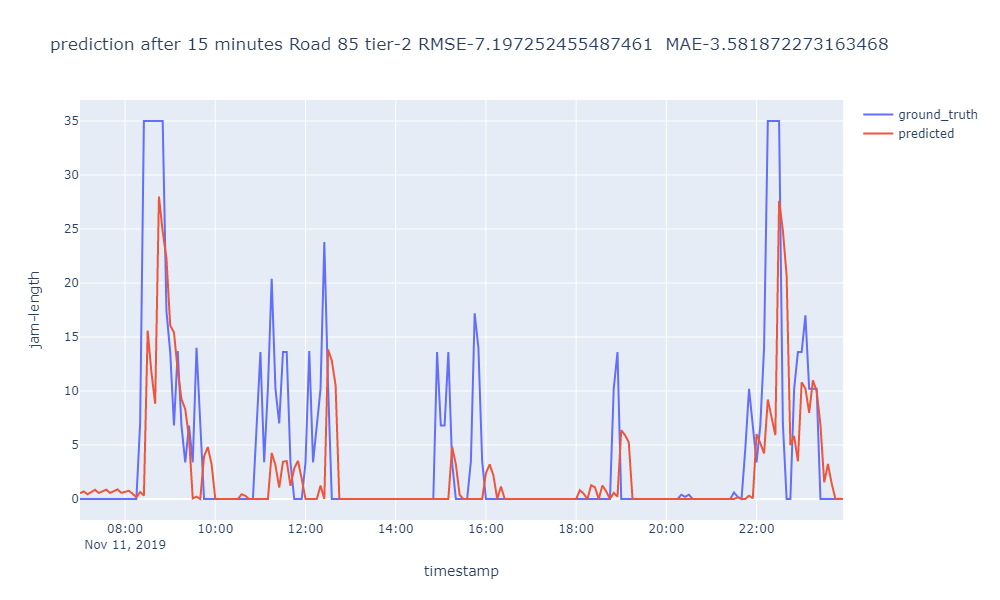 prediction after 15 minutes Road 85 tier-2 RMSE-7.197252455487461  MAE-3.581872273163468
ground_truth
predicted
35
30
25
20
15
10
5
0
jam-length
08:00 10:00 12:00 14:00 16:00 18:00 20:00 22:00
Nov 11, 2019
timestamp